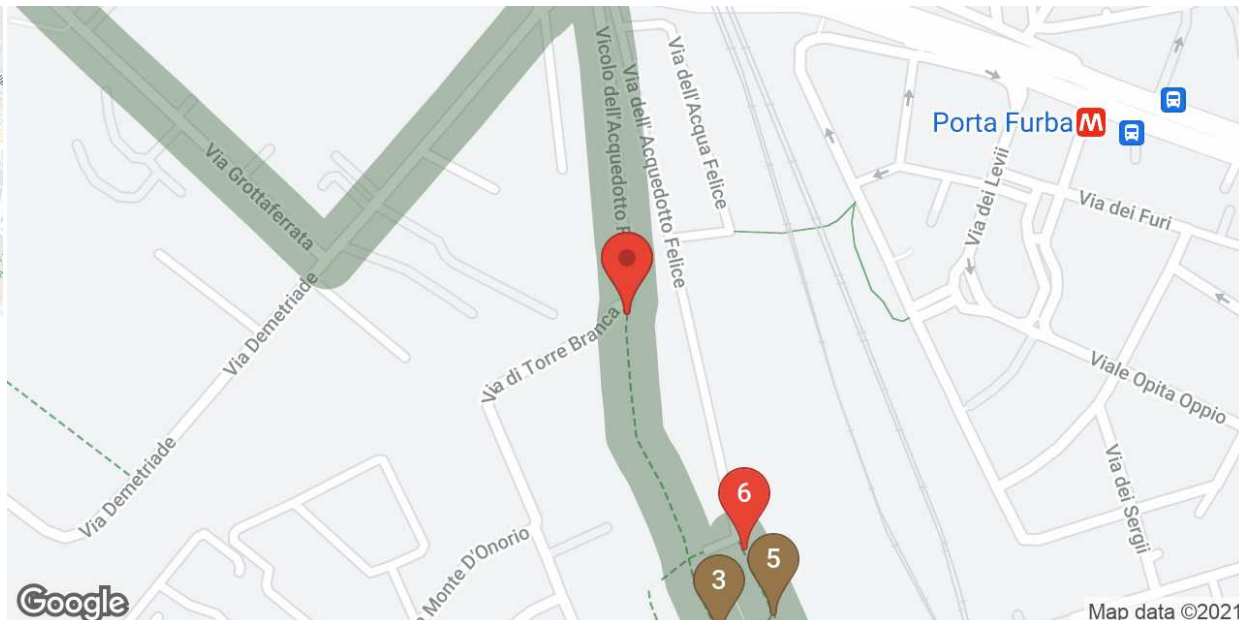 Vicolo dell'Acquedotto F
Via dell' Acquedotto Felice
Via dell'Acqua Felice
Porta Furba
M
Via dei Levii
Via dei Furi
Via Grottaferrata
Via Demetriade
Via di Torre Branca
Viale Opita Oppio
Via dei Sergii
Via Demetriade
6
Monte D'Onorio
5
3
Google
Map data ©2021